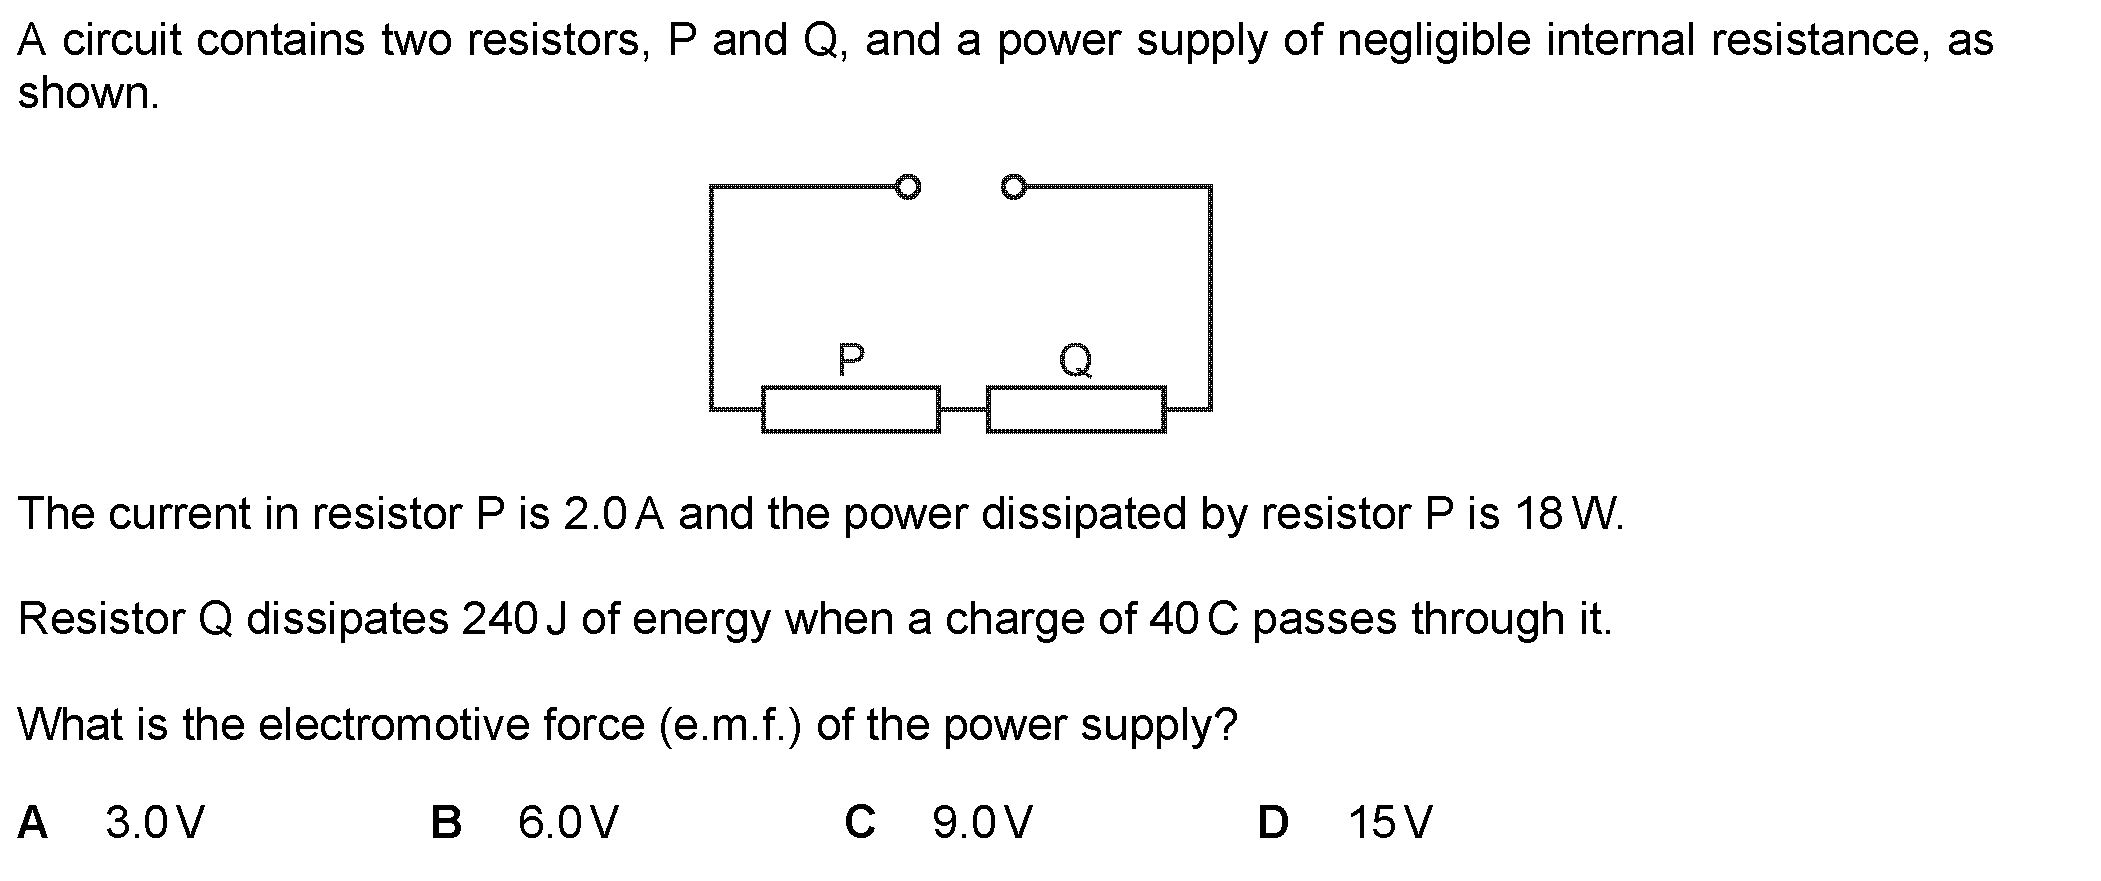 A circuit contains two resistors, P and Q, and a power supply of negligible internal resistance, as
shown.
P Q
The current in resistor P is 2.0 A and the power dissipated by resistor P is 18 W.
Resistor Q dissipates 240 J of energy when a charge of 40 C passes through it.
What is the electromotive force (e.m.f.) of the power supply?
A 3.0 V B 6.0 V C 9.0 V D 15 V